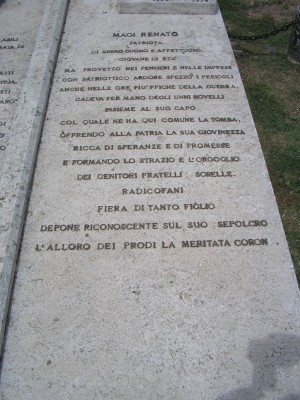 MAGI RENATO
PATRIOTA
DI ANIMO BUONO E AFFETTUOSO
GIOVANE DI ETÀ
MA PROVETTO NEI PENSIERI E NELLE IMPRESE
CON PATRIOTTICO ARDORE SPEZIÒ I PERICOLI
ANCHE NELLE ORE PIU' DELLA GUERRA.
CADEVA PER MANO DEGLI UNNI NOVELLI
INSIEME AL SUO CAPO
COL QUALE NE HA QUI COMUNE LA TOMBA,
OFFRENDO ALLA PATRIA LA SUA GIOVINEZZA
RICCA DI SPERANZE E DI PROMESSE
E FORMANDO LO STRAZIO E L'ORGOGLIO
DEI GENITORI FRATELLI SORELLE.
RADICOFANI
FIERA DI TANTO FIGLIO
DEPONE RICONOSCENTE SUL SUO SEPOLCRO
L'ALLORO DEI PRODI LA MERITATA CORON